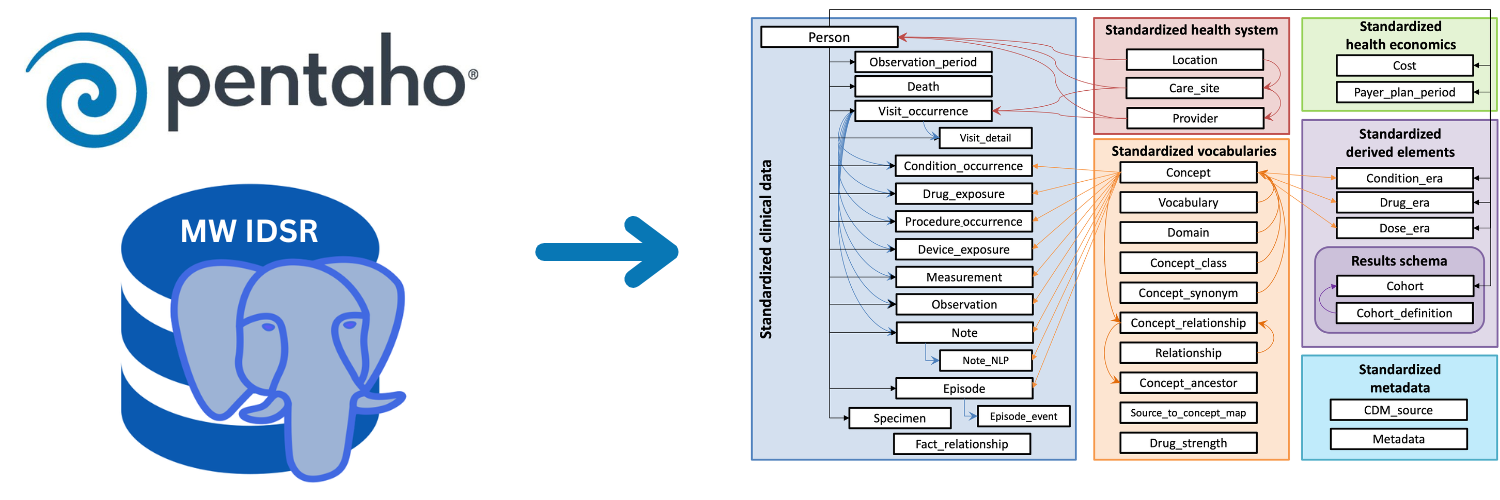 pentaho®
MW IDSR
Standardized clinical data
Person
Observation_period
Death
Visit_occurrence
Visit_detail
Condition_occurrence
Drug_exposure
Procedure_occurrence
Device_exposure
Measurement
Observation
Note
Note_NLP
Episode
Specimen
Episode_event
Fact_relationship
Standardized health system
Location
Care_site
Provider
Standardized vocabularies
Concept
Vocabulary
Domain
Concept_class
Concept_synonym
Concept_relationship
Relationship
Concept_ancestor
Source_to_concept_map
Drug_strength
Standardized
health economics
Cost
Payer_plan_period
Standardized
derived elements
Condition_era
Drug_era
Dose_era
Results schema
Cohort
Cohort_definition
Standardized
metadata
CDM_source
Metadata